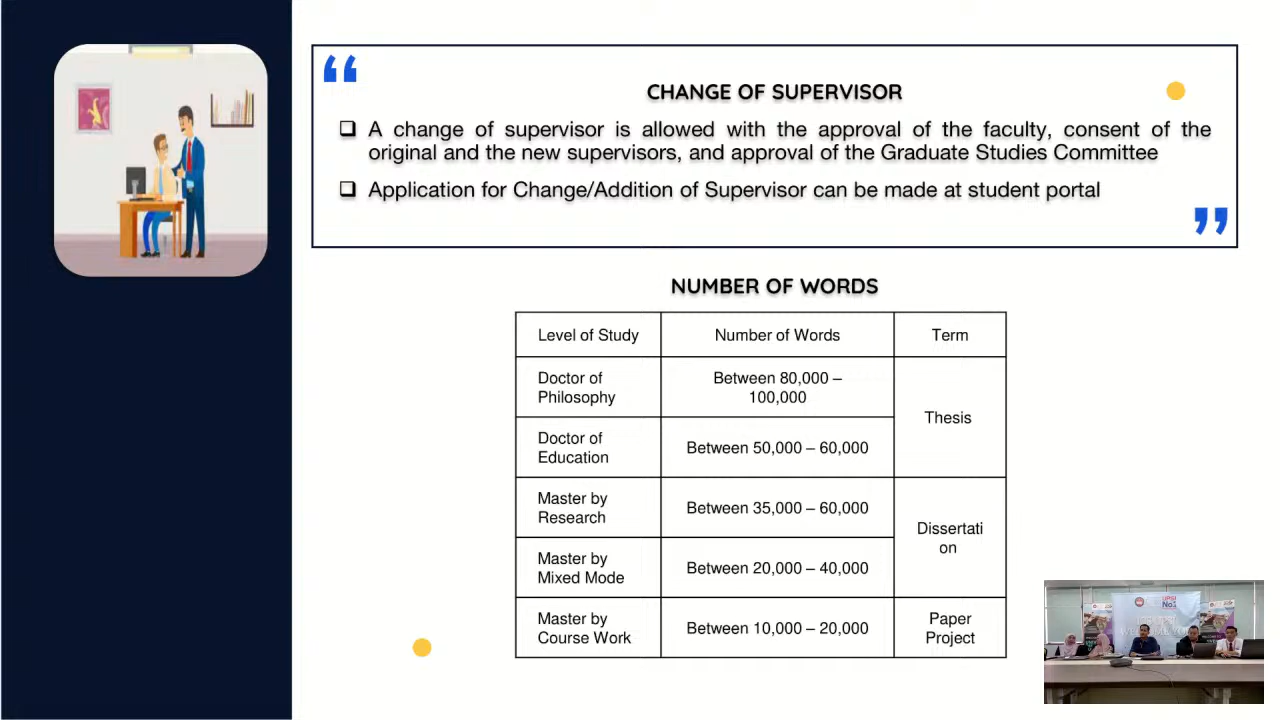 CHANGE OF SUPERVISOR
❑ A change of supervisor is allowed with the approval of the faculty, consent of the
original and the new supervisors, and approval of the Graduate Studies Committee
❑ Application for Change/Addition of Supervisor can be made at student portal
NUMBER OF WORDS
Level of Study Number of Words Term
Doctor of
Philosophy
Between 80,000 –
100,000
Thesis
Doctor of
Education
Between 50,000 – 60,000
Master by
Research
Between 35,000 – 60,000
Dissertati
on
Master by
Mixed Mode
Between 20,000 – 40,000
Master by
Course Work
Between 10,000 – 20,000
Paper
Project
UPSI
No1